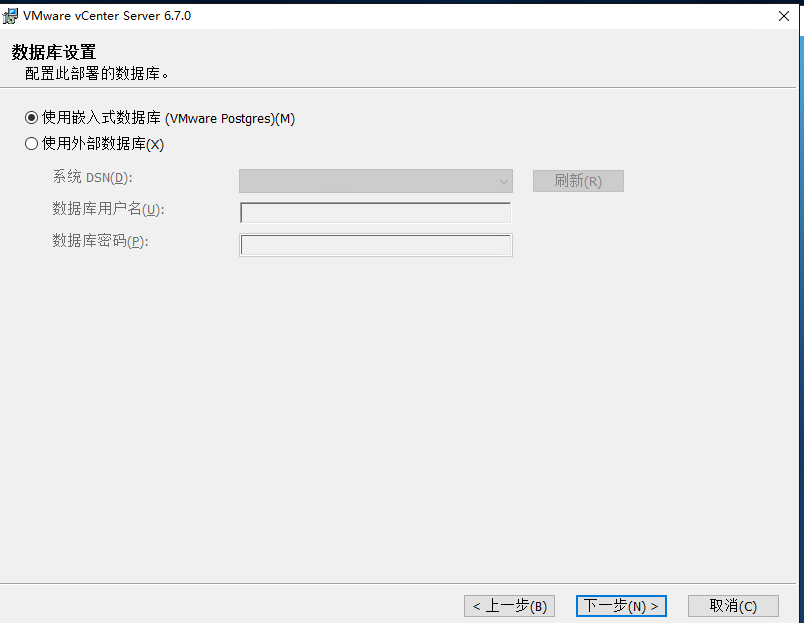 VMware vCenter Server 6.7.0
数据库设置
配置此部署的数据库。
使用嵌入式数据库 (VMware Postgres)(M)
使用外部数据库(X)
系统 DSN(D):
刷新(R)
数据库用户名(U):
数据库密码(P):
< 上一步(B)
下一步(N) >
取消(C)